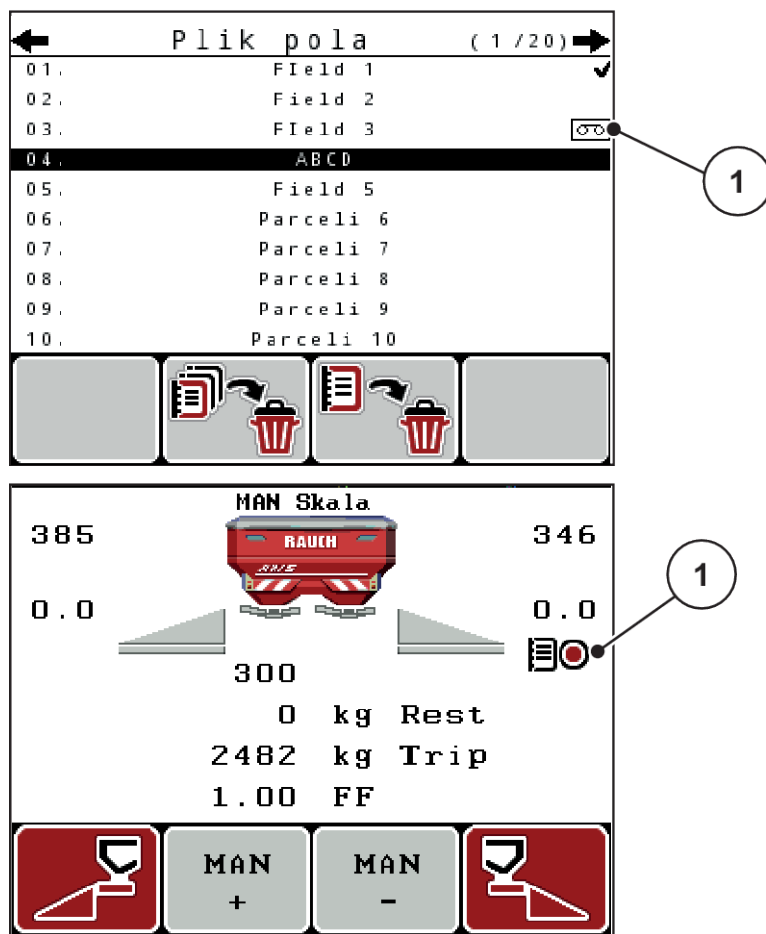 Plik pola (1/20)
01. FIeld 1
02. Field 2
03. FIeld 3
1
04. ABCD
05. Field 5
06. Parceli 6
07. Parceli 7
08. Parceli 8
09. Parceli 9
10. Parceli 10
MAN Skala
385 RAUCH 346
AXIS
1
0.0 0.0
300
0 kg Rest
2482 kg Trip
1.00 FF
MAN + MAN -